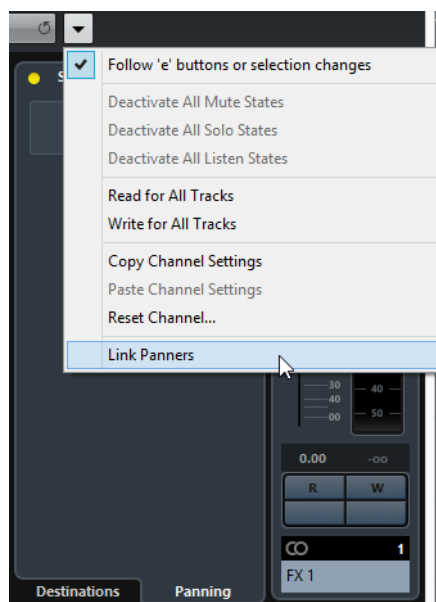 S
Follow 'e' buttons or selection changes
Deactivate All Mute States
Deactivate All Solo States
Deactivate All Listen States
Read for All Tracks
Write for All Tracks
Copy Channel Settings
Paste Channel Settings
Reset Channel...
Link Panners
30
40
40
00
50
0.00 -oo
R W
1
FX 1
Destinations Panning